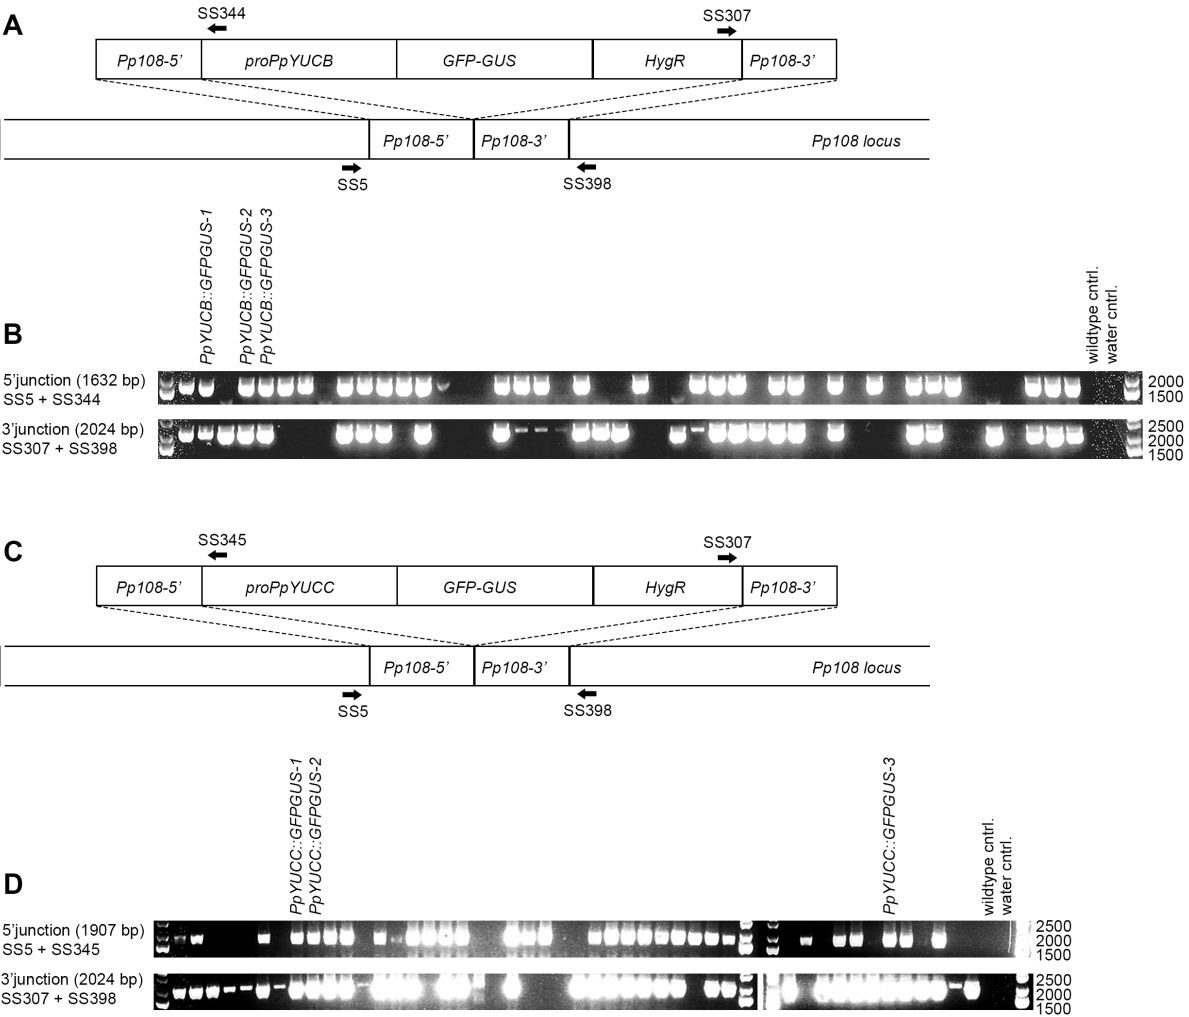 A
SS344
SS307
Pp108-5’ proPpYUCB GFP-GUS HygR Pp108-3’
Pp108-5’ Pp108-3’ Pp108 locus
SS5
SS398
PpYUCB::GFPGUS-1
PpYUCB::GFPGUS-2
PpYUCB::GFPGUS-3
wildtype cntrl.
water cntrl.
B
5’junction (1632 bp)
SS5 + SS344
2000
1500
3’junction (2024 bp)
SS307 + SS398
2500
2000
1500
C
SS345
SS307
Pp108-5’ proPpYUCC GFP-GUS HygR Pp108-3’
Pp108-5’ Pp108-3’ Pp108 locus
SS5
SS398
PpYUCC::GFPGUS-1
PpYUCC::GFPGUS-2
PpYUCC::GFPGUS-3
wildtype cntrl.
water cntrl.
D
5’junction (1907 bp)
SS5 + SS345
2500
2000
1500
3’junction (2024 bp)
SS307 + SS398
2500
2000
1500